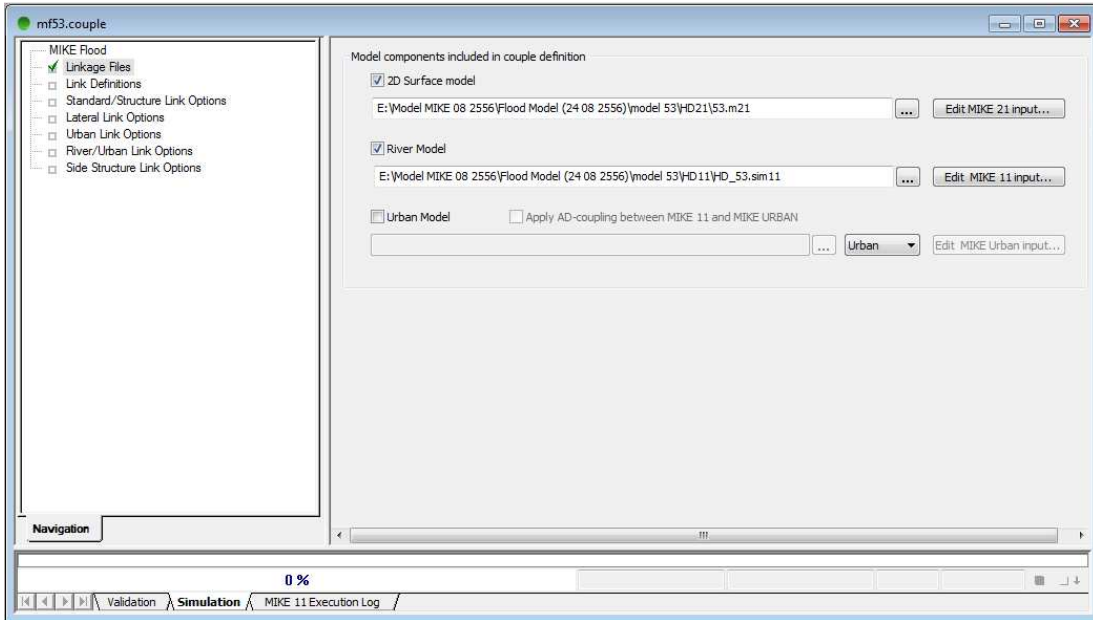 mf53.couple
MIKE Flood
Linkage Files
Link Definitions
Standard/Structure Link Options
Lateral Link Options
Urban Link Options
River/Urban Link Options
Side Structure Link Options
Navigation
Model components included in couple definition
2D Surface model
E:\Model MIKE 08 2556\Flood Model (24 08 2556)\model 53\HD21\53.m21
...
Edit MIKE 21 input...
River Model
E:\Model MIKE 08 2556\Flood Model (24 08 2556)\model 53\HD11\HD_53.sim11
...
Edit MIKE 11 input...
Urban Model
Apply AD-coupling between MIKE 11 and MIKE URBAN
...
Urban
Edit MIKE Urban input...
0 %
Validation
Simulation
MIKE 11 Execution Log